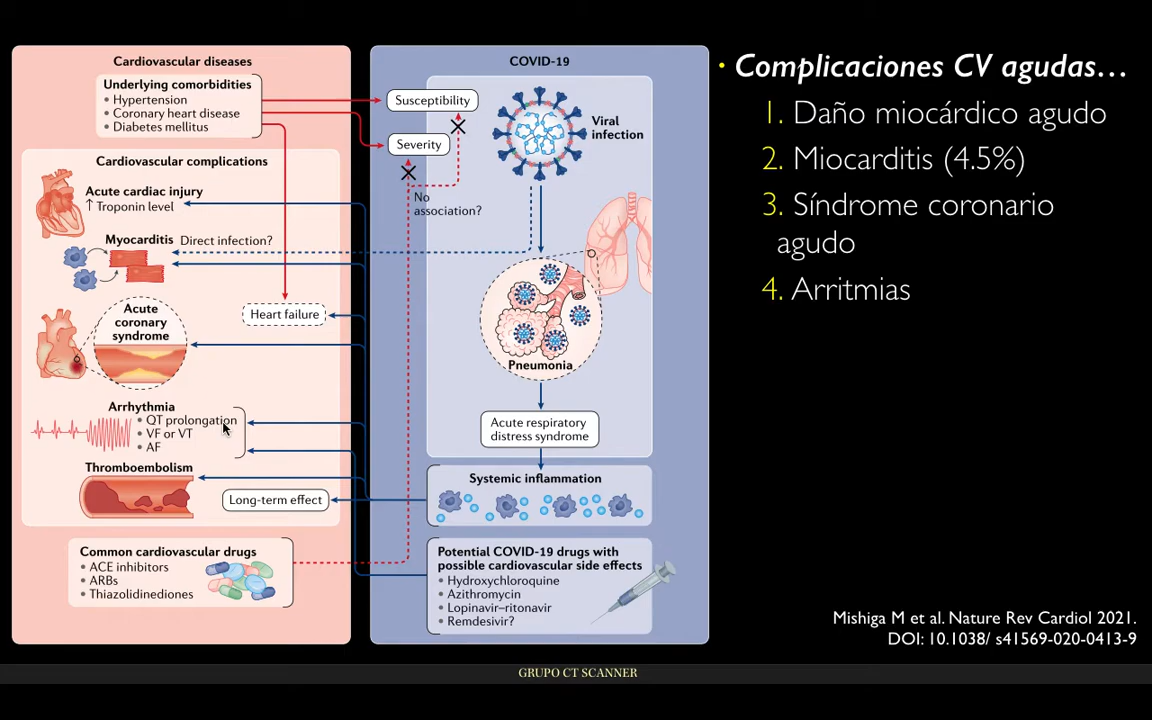 Cardiovascular diseases
Underlying comorbidities
• Hypertension
• Coronary heart disease
• Diabetes mellitus
Cardiovascular complications
Acute cardiac injury
↑ Troponin level
Myocarditis
Direct infection?
Acute
coronary
syndrome
Heart failure
Arrhythmia
• QT prolongation
• VF or VT
• AF
Thromboembolism
Long-term effect
Common cardiovascular drugs
• ACE inhibitors
• ARBs
• Thiazolidinediones
COVID-19
Susceptibility
Severity
No
association?
Viral
infection
Pneumonia
Acute respiratory
distress syndrome
Systemic inflammation
Potential COVID-19 drugs with
possible cardiovascular side effects
• Hydroxychloroquine
• Azithromycin
• Lopinavir–ritonavir
• Remdesivir?
• Complicaciones CV agudas…
1. Daño miocárdico agudo
2. Miocarditis (4.5%)
3. Síndrome coronario
agudo
4. Arritmias
Mishiga M et al. Nature Rev Cardiol 2021.
DOI: 10.1038/ s41569-020-0413-9
GRUPO CT SCANNER